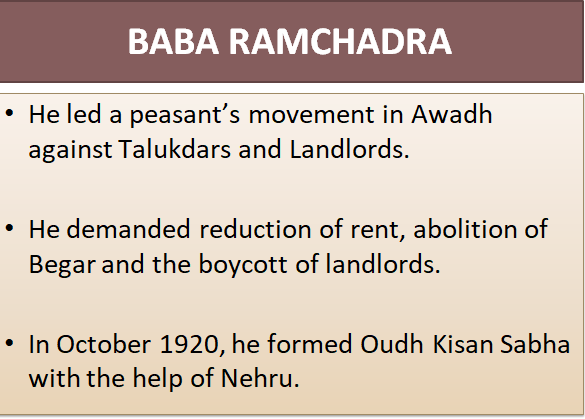 BABA RAMCHADRA
• He led a peasant’s movement in Awadh
against Talukdars and Landlords.
• He demanded reduction of rent, abolition of
Begar and the boycott of landlords.
• In October 1920, he formed Oudh Kisan Sabha
with the help of Nehru.